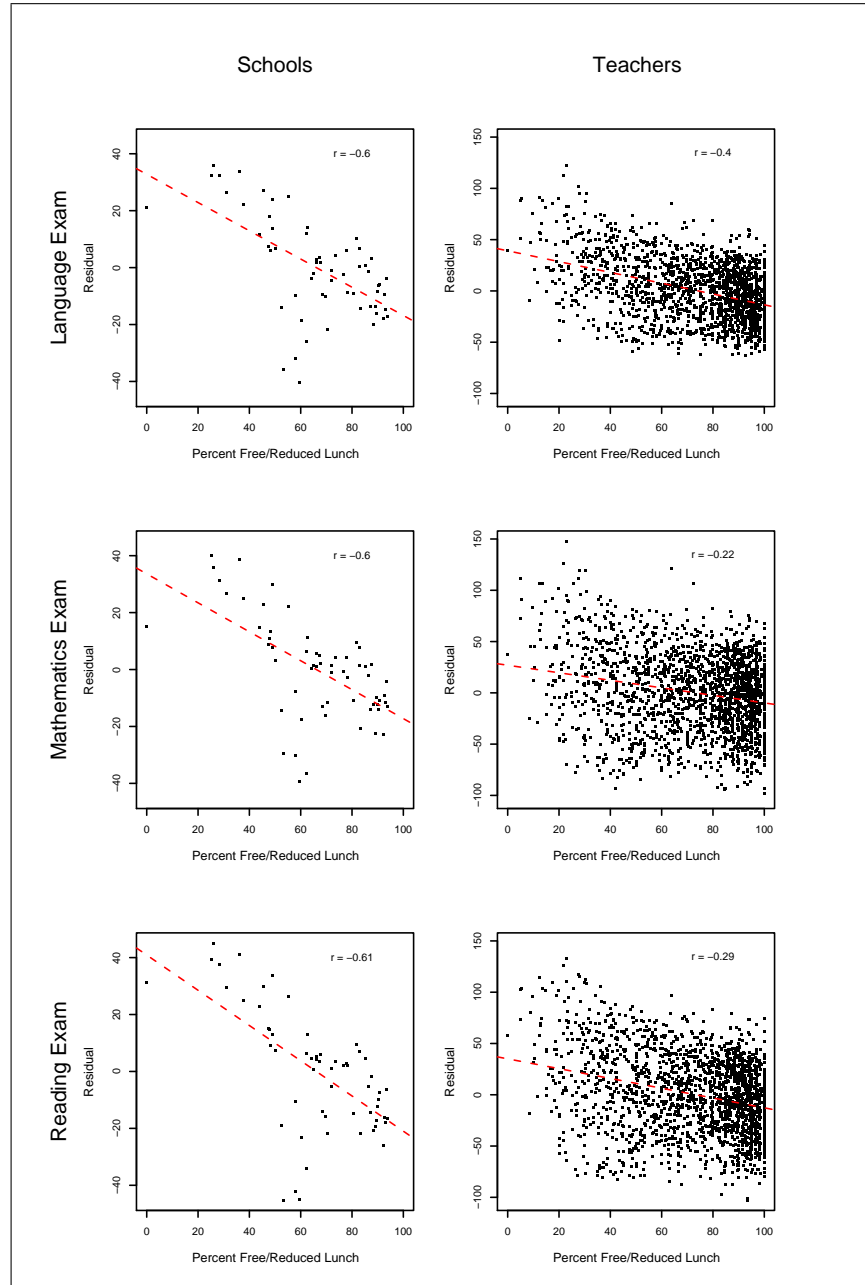 Schools
Teachers
Language Exam
Residual
−40 −20 0 20 40
r = −0.6
0 20 40 60 80 100
Percent Free/Reduced Lunch
Residual
−100 −50 0 50 100 150
r = −0.4
0 20 40 60 80 100
Percent Free/Reduced Lunch
Mathematics Exam
Residual
−40 −20 0 20 40
r = −0.6
0 20 40 60 80 100
Percent Free/Reduced Lunch
Residual
−100 −50 0 50 100 150
r = −0.22
0 20 40 60 80 100
Percent Free/Reduced Lunch
Reading Exam
Residual
−40 −20 0 20 40
r = −0.61
0 20 40 60 80 100
Percent Free/Reduced Lunch
Residual
−100 −50 0 50 100 150
r = −0.29
0 20 40 60 80 100
Percent Free/Reduced Lunch